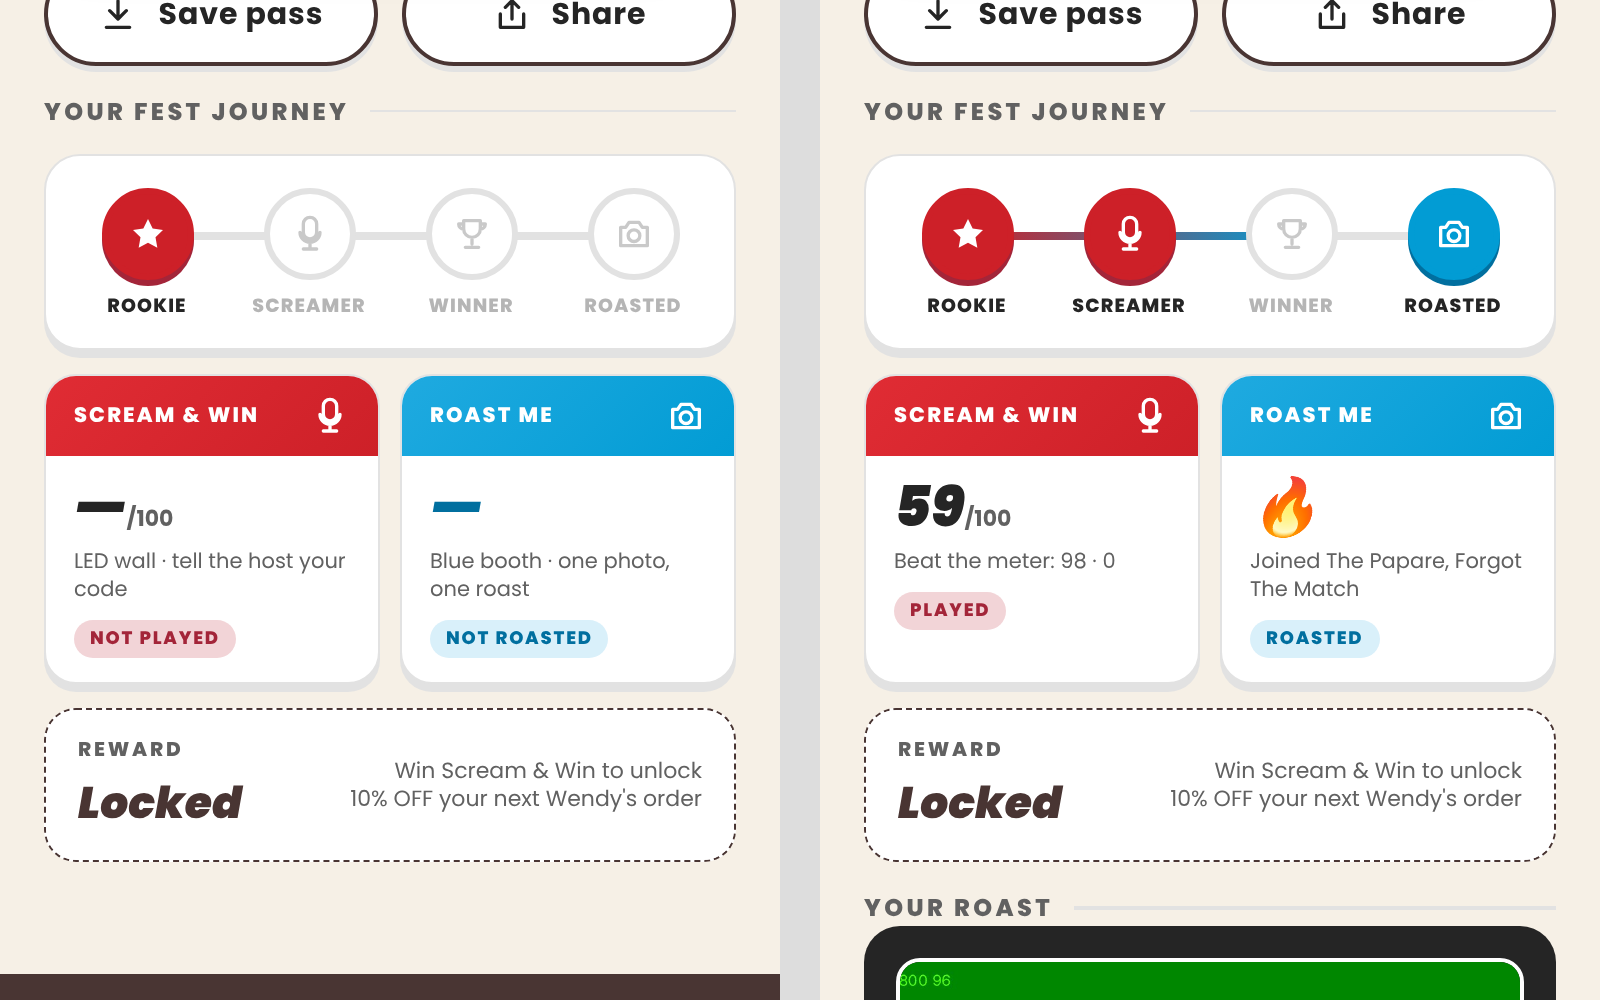 Save pass
Share
YOUR FEST JOURNEY
ROOKIE
SCREAMER
WINNER
ROASTED
SCREAM & WIN
ROAST ME
—/100
—
LED wall · tell the host your
code
Blue booth · one photo,
one roast
NOT PLAYED
NOT ROASTED
REWARD
Locked
Win Scream & Win to unlock
10% OFF your next Wendy's order
Save pass
Share
YOUR FEST JOURNEY
ROOKIE
SCREAMER
WINNER
ROASTED
SCREAM & WIN
ROAST ME
59/100
Beat the meter: 98 · 0
PLAYED
🔥
Joined The Papare, Forgot
The Match
ROASTED
REWARD
Locked
Win Scream & Win to unlock
10% OFF your next Wendy's order
YOUR ROAST
800 96